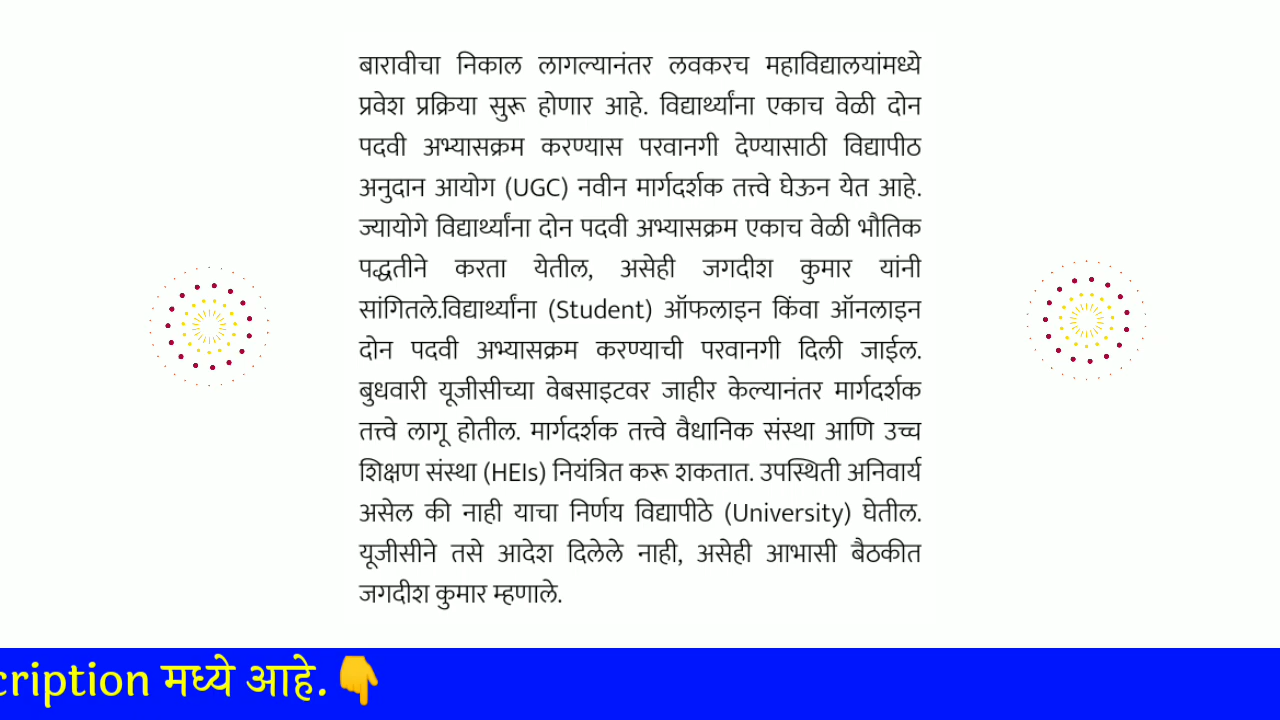 बारावीचा निकाल लागल्यानंतर लवकरच महाविद्यालयांमध्ये
प्रवेश प्रक्रिया सुरू होणार आहे. विद्यार्थ्यांना एकाच वेळी दोन
पदवी अभ्यासक्रम करण्यास परवानगी देण्यासाठी विद्यापीठ
अनुदान आयोग (UGC) नवीन मार्गदर्शक तत्त्वे घेऊन येत आहे.
ज्यायोगे विद्यार्थ्यांना दोन पदवी अभ्यासक्रम एकाच वेळी भौतिक
पद्धतीने करता येतील, असेही जगदीश कुमार यांनी
सांगितले.विद्यार्थ्यांना (Student) ऑफलाइन किंवा ऑनलाइन
दोन पदवी अभ्यासक्रम करण्याची परवानगी दिली जाईल.
बुधवारी यूजीसीच्या वेबसाइटवर जाहीर केल्यानंतर मार्गदर्शक
तत्त्वे लागू होतील. मार्गदर्शक तत्त्वे वैधानिक संस्था आणि उच्च
शिक्षण संस्था (HEIs) नियंत्रित करू शकतात. उपस्थिती अनिवार्य
असेल की नाही याचा निर्णय विद्यापीठे (University) घेतील.
यूजीसीने तसे आदेश दिलेले नाही, असेही आभासी बैठकीत
जगदीश कुमार म्हणाले.
cription मध्ये आहे.👇